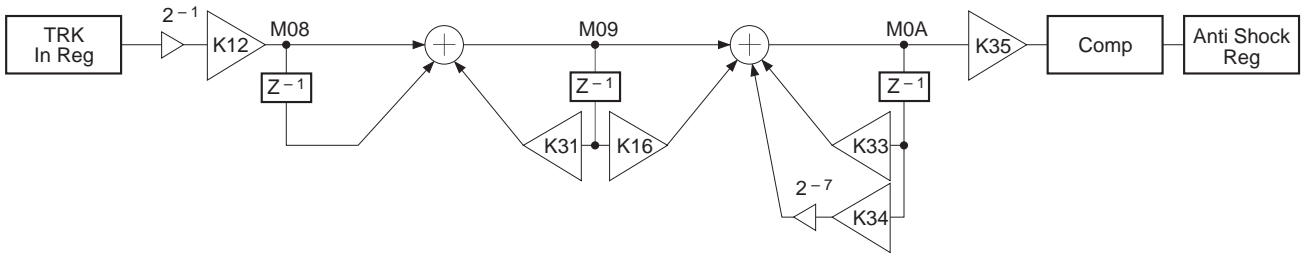 TRK
In Reg
2⁻¹
K12
M08
Z⁻¹
M09
Z⁻¹
K31
K16
M0A
Z⁻¹
K33
2⁻⁷
K34
K35
Comp
Anti Shock
Reg